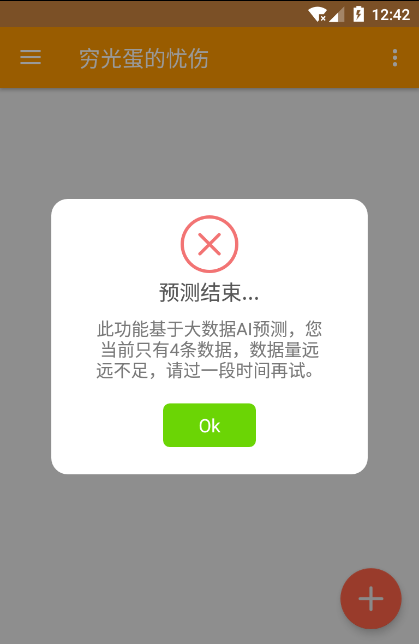 12:42
穷光蛋的忧伤
预测结束...
此功能基于大数据AI预测，您
当前只有4条数据，数据量远
远不足，请过一段时间再试。
Ok